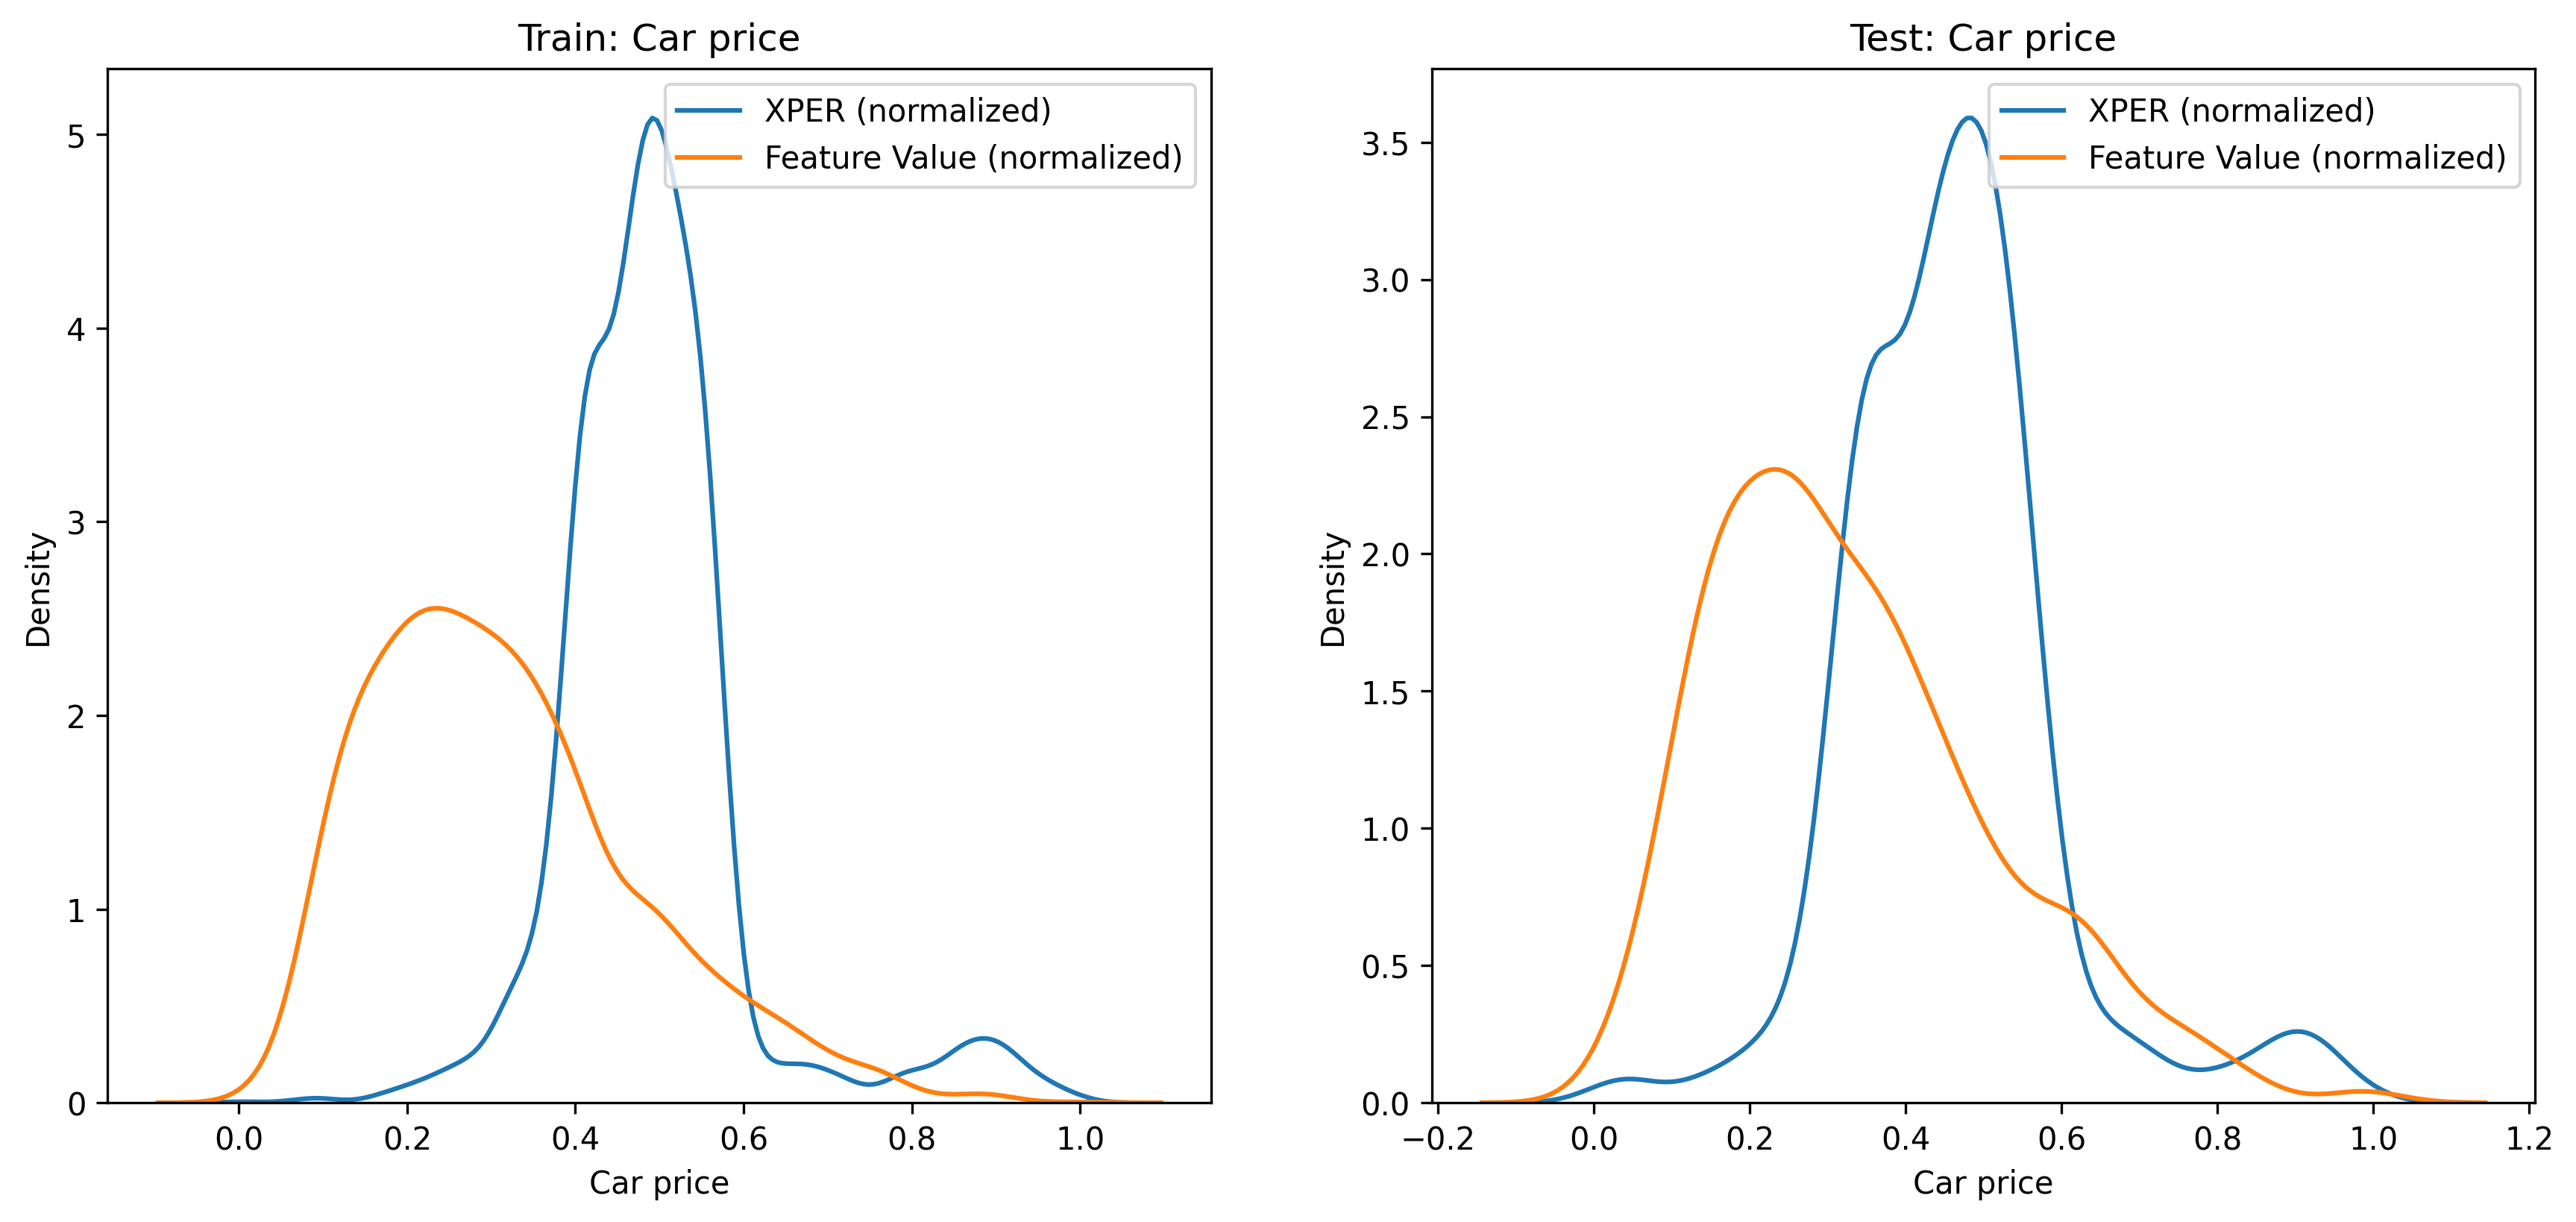 Train: Car price
XPER (normalized)
Feature Value (normalized)
5
4
3
2
1
0
Density
0.0 0.2 0.4 0.6 0.8 1.0
Car price
Test: Car price
XPER (normalized)
Feature Value (normalized)
3.5
3.0
2.5
2.0
1.5
1.0
0.5
0.0
Density
−0.2 0.0 0.2 0.4 0.6 0.8 1.0 1.2
Car price